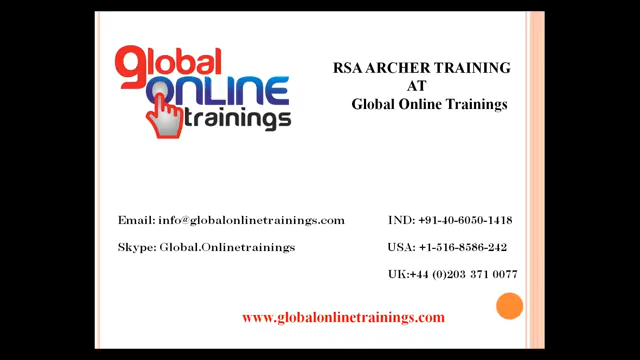 global
ONLINE
trainings
RSA ARCHER TRAINING
AT
Global Online Trainings
Email: info@globalonlinetrainings.com
IND: +91-40-6050-1418
Skype: Global.Onlinetrainings
USA: +1-516-8586-242
UK:+44 (0)203 371 0077
www.globalonlinetrainings.com